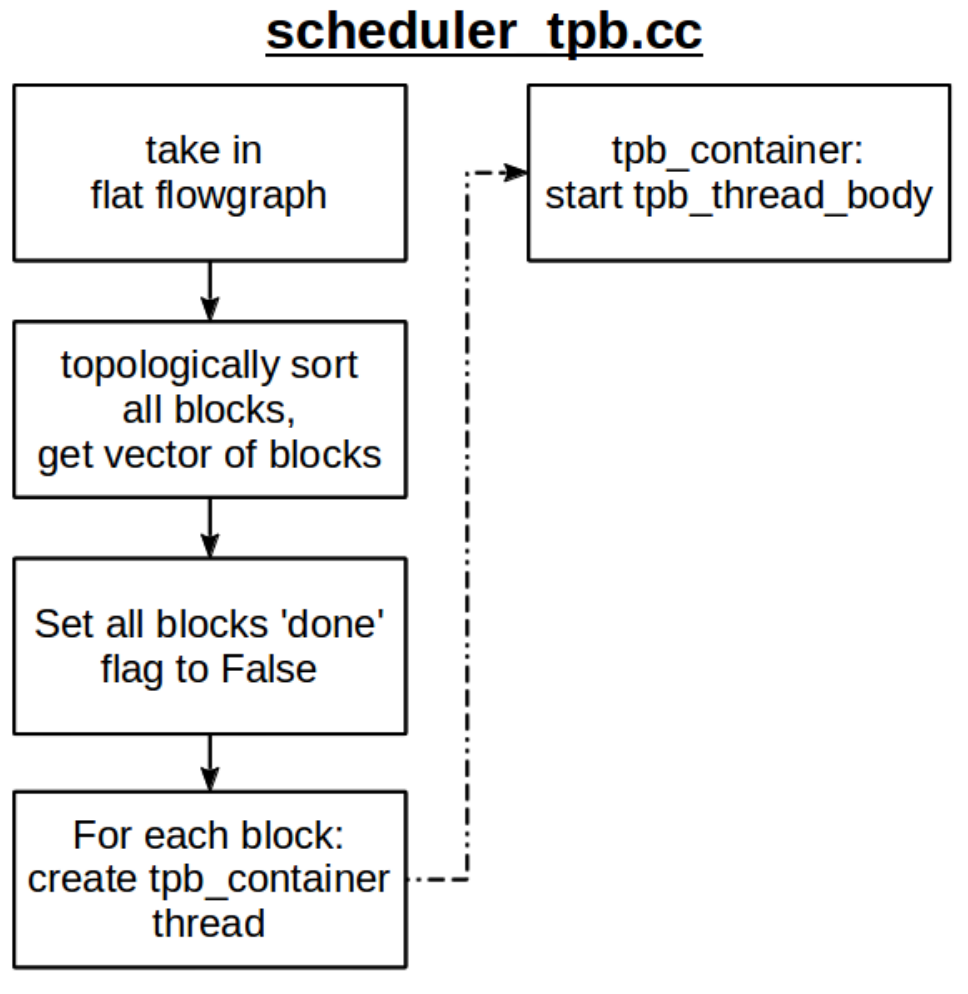 scheduler_tpb.cc
take in
flat flowgraph
topologically sort
all blocks,
get vector of blocks
Set all blocks 'done'
flag to False
For each block:
create tpb_container
thread
tpb_container:
start tpb_thread_body